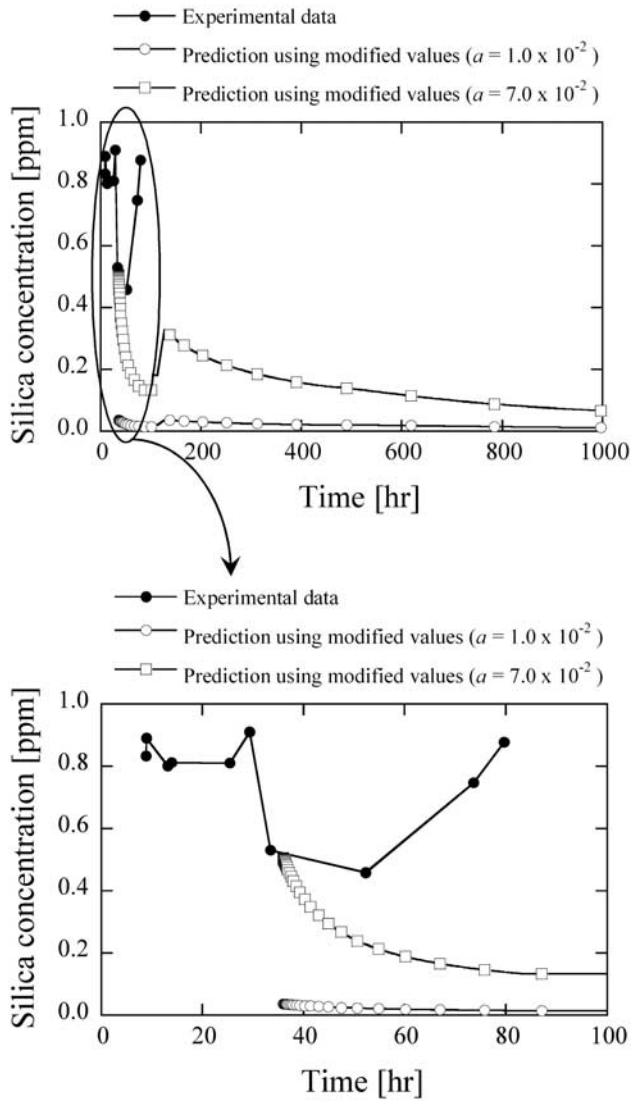 Experimental data
Prediction using modified values ( a = 1.0 x 10⁻² )
Prediction using modified values ( a = 7.0 x 10⁻² )
1.0
0.8
0.6
0.4
0.2
0.0
Silica concentration [ppm]
0 200 400 600 800 1000
Time [hr]
Experimental data
Prediction using modified values ( a = 1.0 x 10⁻² )
Prediction using modified values ( a = 7.0 x 10⁻² )
1.0
0.8
0.6
0.4
0.2
0.0
Silica concentration [ppm]
0 20 40 60 80 100
Time [hr]